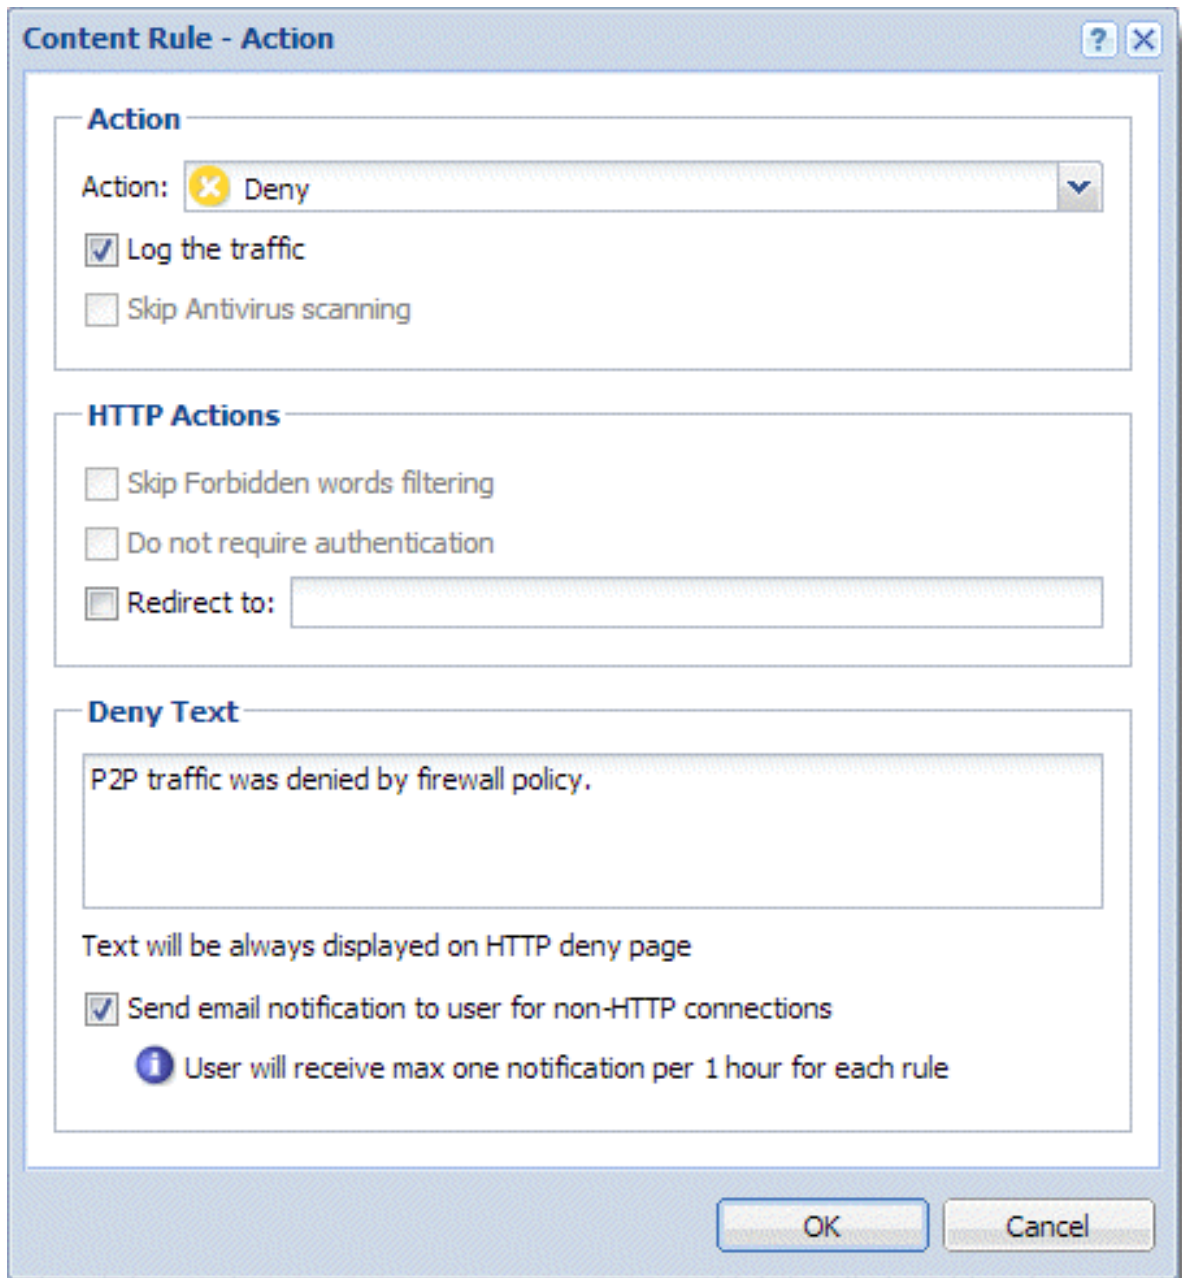 Content Rule - Action
?
Action
Action: Deny
Log the traffic
Skip Antivirus scanning
HTTP Actions
Skip Forbidden words filtering
Do not require authentication
Redirect to:
Deny Text
P2P traffic was denied by firewall policy.
Text will be always displayed on HTTP deny page
Send email notification to user for non-HTTP connections
i User will receive max one notification per 1 hour for each rule
OK Cancel